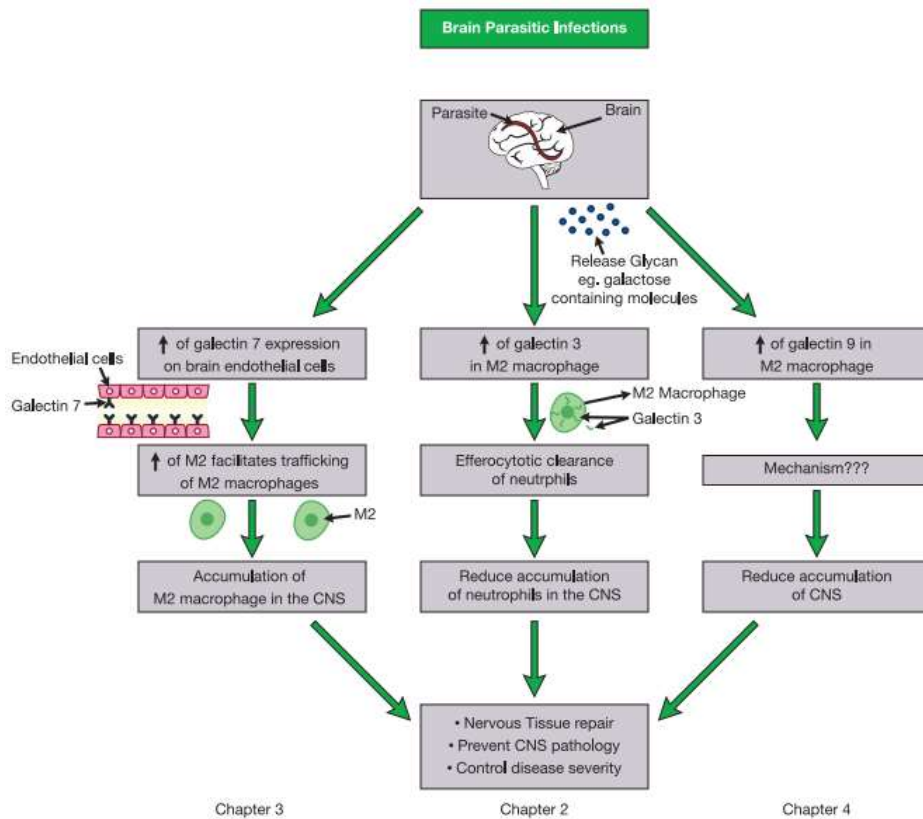 Brain Parasitic Infections
Parasite
Brain
Release Glycan
eg. galactose
containing molecules
↑ of galectin 7 expression
on brain endothelial cells
↑ of galectin 3
in M2 macrophage
↑ of galectin 9 in
M2 macrophage
Endothelial cells
Galectin 7
M2 Macrophage
Galectin 3
↑ of M2 facilitates trafficking
of M2 macrophages
Efferocytotic clearance
of neutrphils
Mechanism???
M2
Accumulation of
M2 macrophage in the CNS
Reduce accumulation
of neutrophils in the CNS
Reduce accumulation
of CNS
• Nervous Tissue repair
• Prevent CNS pathology
• Control disease severity
Chapter 3
Chapter 2
Chapter 4